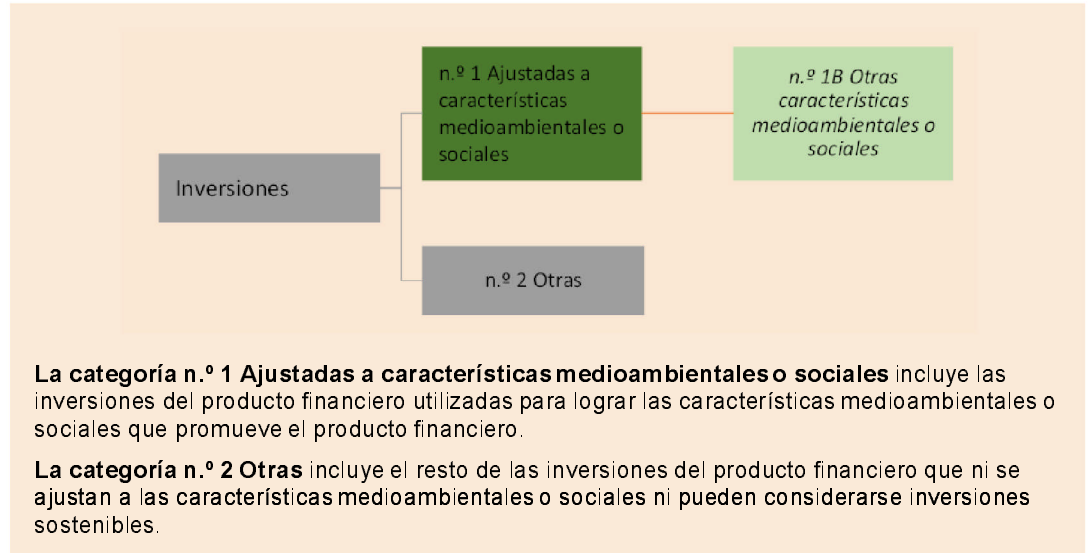 n.º 1 Ajustadas a
características
medioambientales o
sociales
n.º 1B Otras
características
medioambientales o
sociales
Inversiones
n.º 2 Otras
La categoría n.º 1 Ajustadas a características medioambientales o sociales incluye las
inversiones del producto financiero utilizadas para lograr las características medioambientales o
sociales que promueve el producto financiero.
La categoría n.º 2 Otras incluye el resto de las inversiones del producto financiero que ni se
ajustan a las características medioambientales o sociales ni pueden considerarse inversiones
sostenibles.